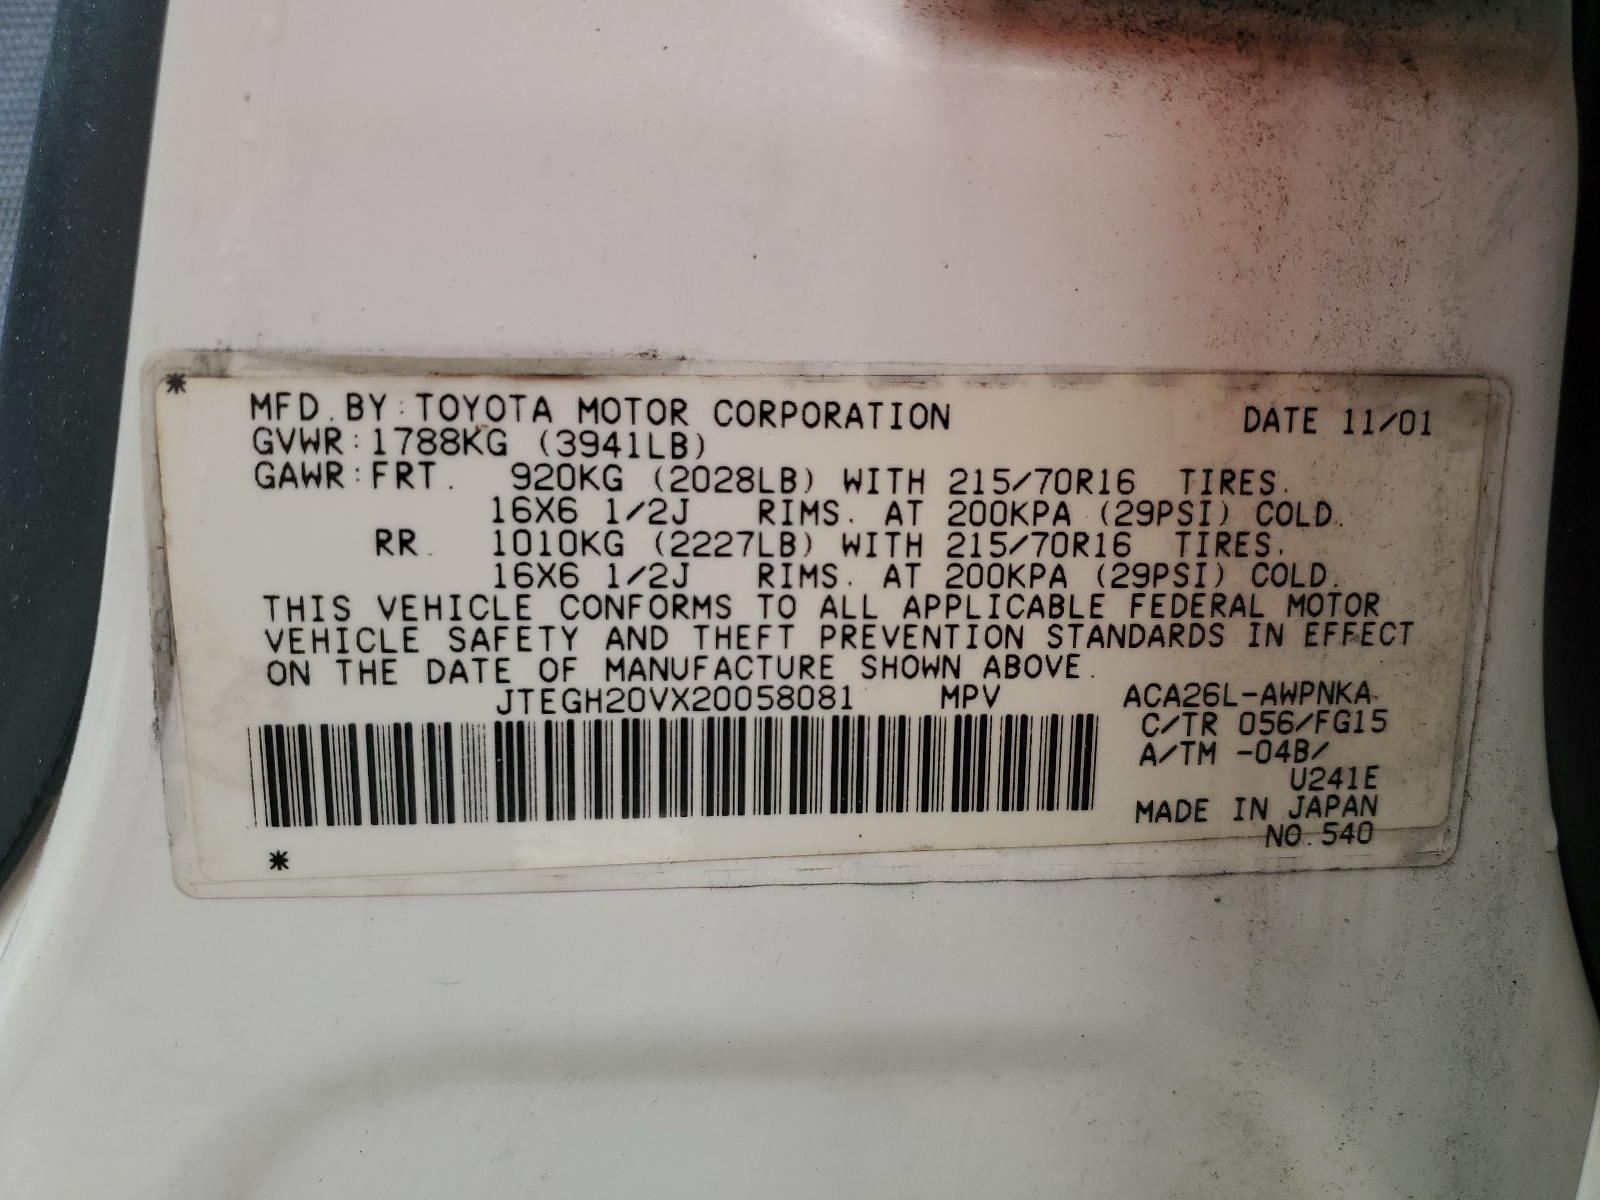 MFD. BY: TOYOTA MOTOR CORPORATION DATE 11/01
GVWR: 1788KG (3941LB)
GAWR: FRT. 920KG (2028LB) WITH 215/70R16 TIRES.
16X6 1/2J RIMS. AT 200KPA (29PSI) COLD.
RR. 1010KG (2227LB) WITH 215/70R16 TIRES.
16X6 1/2J RIMS. AT 200KPA (29PSI) COLD.
THIS VEHICLE CONFORMS TO ALL APPLICABLE FEDERAL MOTOR
VEHICLE SAFETY AND THEFT PREVENTION STANDARDS IN EFFECT
ON THE DATE OF MANUFACTURE SHOWN ABOVE.
JTEGH20VX20058081 MPV ACA26L-AWPNKA
C/TR 056/FG15
A/TM -04B/
U241E
MADE IN JAPAN
NO. 540